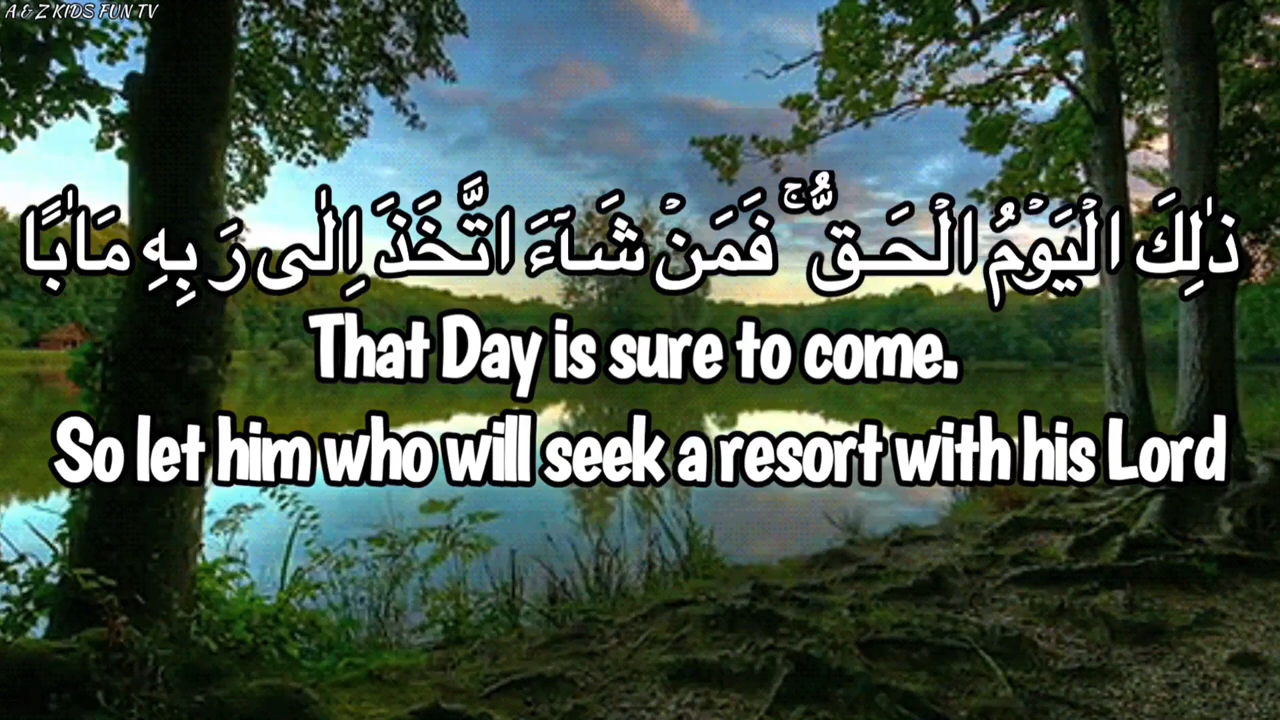 A & Z KIDS FUN TV
ذٰلِكَ الۡيَوۡمُ الۡحَـقُّ‌ ۚ فَمَنۡ شَآءَ اتَّخَذَ اِلٰى رَبِهٖ مَاٰبًا
That Day is sure to come.
So let him who will seek a resort with his Lord